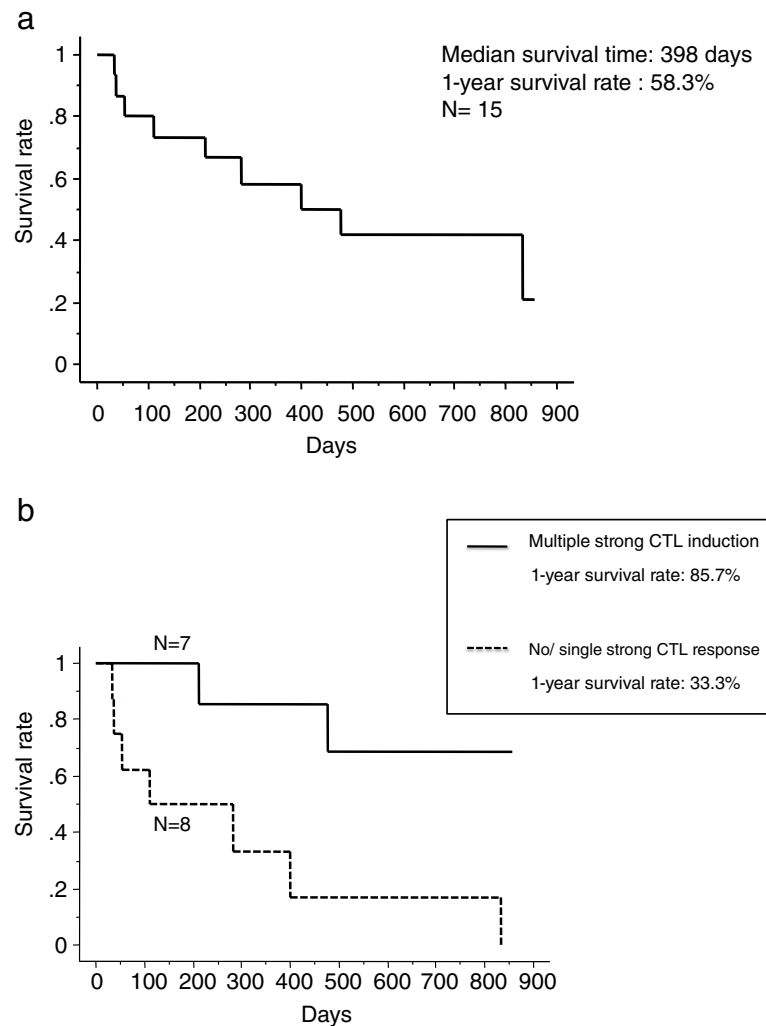 a
Median survival time: 398 days
1-year survival rate : 58.3%
N= 15
Survival rate
1
.8
.6
.4
.2
0
0 100 200 300 400 500 600 700 800 900
Days
b
Multiple strong CTL induction
1-year survival rate: 85.7%
No/ single strong CTL response
1-year survival rate: 33.3%
N=7
N=8
Survival rate
1
.8
.6
.4
.2
0
0 100 200 300 400 500 600 700 800 900
Days